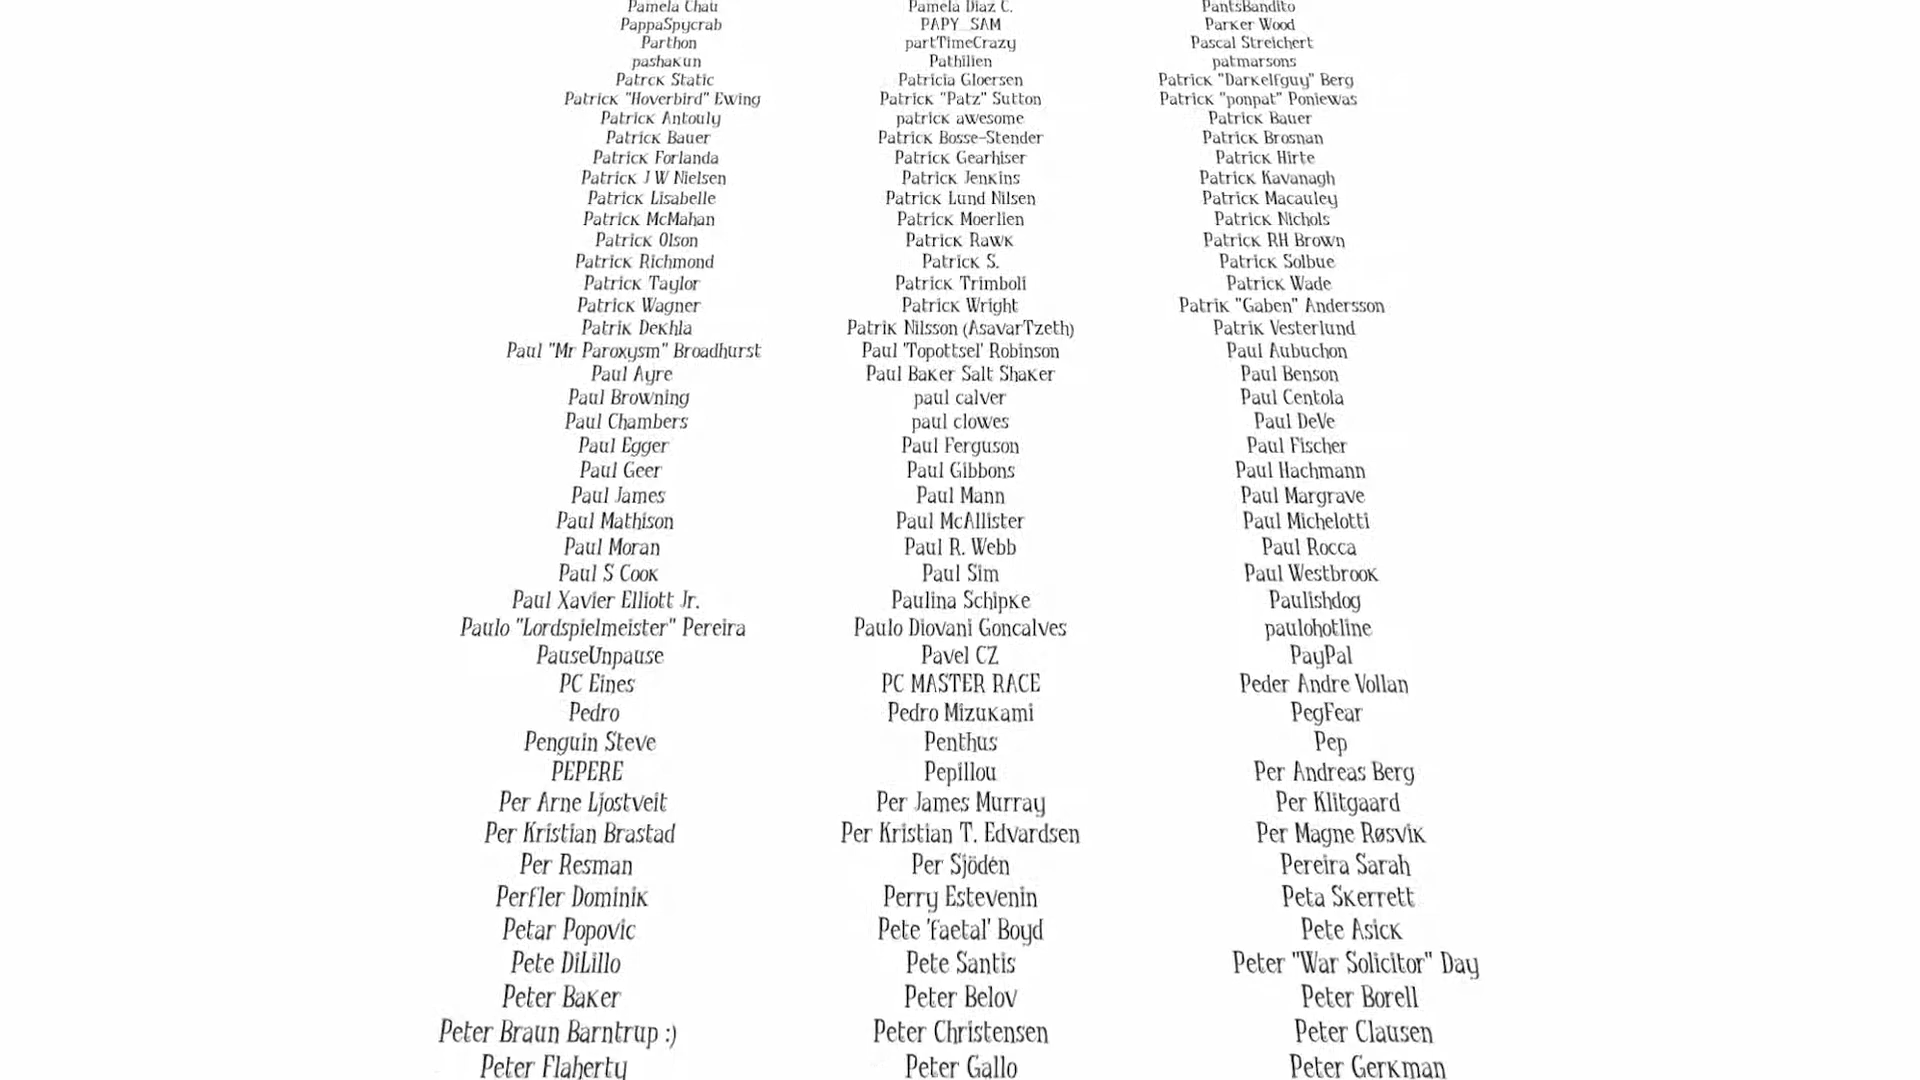 Pamela Chau Pamela Diaz C. PantsBandito
PappaSpycrab PAPY_SAM Parker Wood
Parthon partTimeCrazy Pascal Streichert
pashakun Pathilien patmarsons
Patrck Static Patricia Gloersen Patrick "Darkelfguy" Berg
Patrick "Hoverbird" Ewing Patrick "Patz" Sutton Patrick "ponpat" Poniewas
Patrick Antouly patrick awesome Patrick Bauer
Patrick Bauer Patrick Bosse-Stender Patrick Brosnan
Patrick Forlanda Patrick Gearhiser Patrick Hirte
Patrick J W Nielsen Patrick Jenkins Patrick Kavanagh
Patrick Lisabelle Patrick Lund Nilsen Patrick Macauley
Patrick McMahan Patrick Moerlien Patrick Nichols
Patrick Olson Patrick Rawk Patrick RH Brown
Patrick Richmond Patrick S. Patrick Solbue
Patrick Taylor Patrick Trimboli Patrick Wade
Patrick Wagner Patrick Wright Patrik "Gaben" Andersson
Patrik Dekhla Patrik Nilsson (AsavarTzeth) Patrik Vesterlund
Paul "Mr Paroxysm" Broadhurst Paul 'Topottsel' Robinson Paul Aubuchon
Paul Ayre Paul Baker Salt Shaker Paul Benson
Paul Browning paul calver Paul Centola
Paul Chambers paul clowes Paul DeVe
Paul Egger Paul Ferguson Paul Fischer
Paul Geer Paul Gibbons Paul Hachmann
Paul James Paul Mann Paul Margrave
Paul Mathison Paul McAllister Paul Michelotti
Paul Moran Paul R. Webb Paul Rocca
Paul S Cook Paul Sim Paul Westbrook
Paul Xavier Elliott Jr. Paulina Schipke Paulishdog
Paulo "Lordspielmeister" Pereira Paulo Diovani Goncalves paulohotline
PauseUnpause Pavel CZ PayPal
PC Eines PC MASTER RACE Peder Andre Vollan
Pedro Pedro Mizukami PegFear
Penguin Steve Penthus Pep
PEPERE Pepillou Per Andreas Berg
Per Arne Ljostveit Per James Murray Per Klitgaard
Per Kristian Brastad Per Kristian T. Edvardsen Per Magne Røsvik
Per Resman Per Sjödén Pereira Sarah
Perfler Dominik Perry Estevenin Peta Skerrett
Petar Popovic Pete 'faetal' Boyd Pete Asick
Pete DiLillo Pete Santis Peter "War Solicitor" Day
Peter Baker Peter Belov Peter Borell
Peter Braun Barntrup :) Peter Christensen Peter Clausen
Peter Flaherty Peter Gallo Peter Gerkman